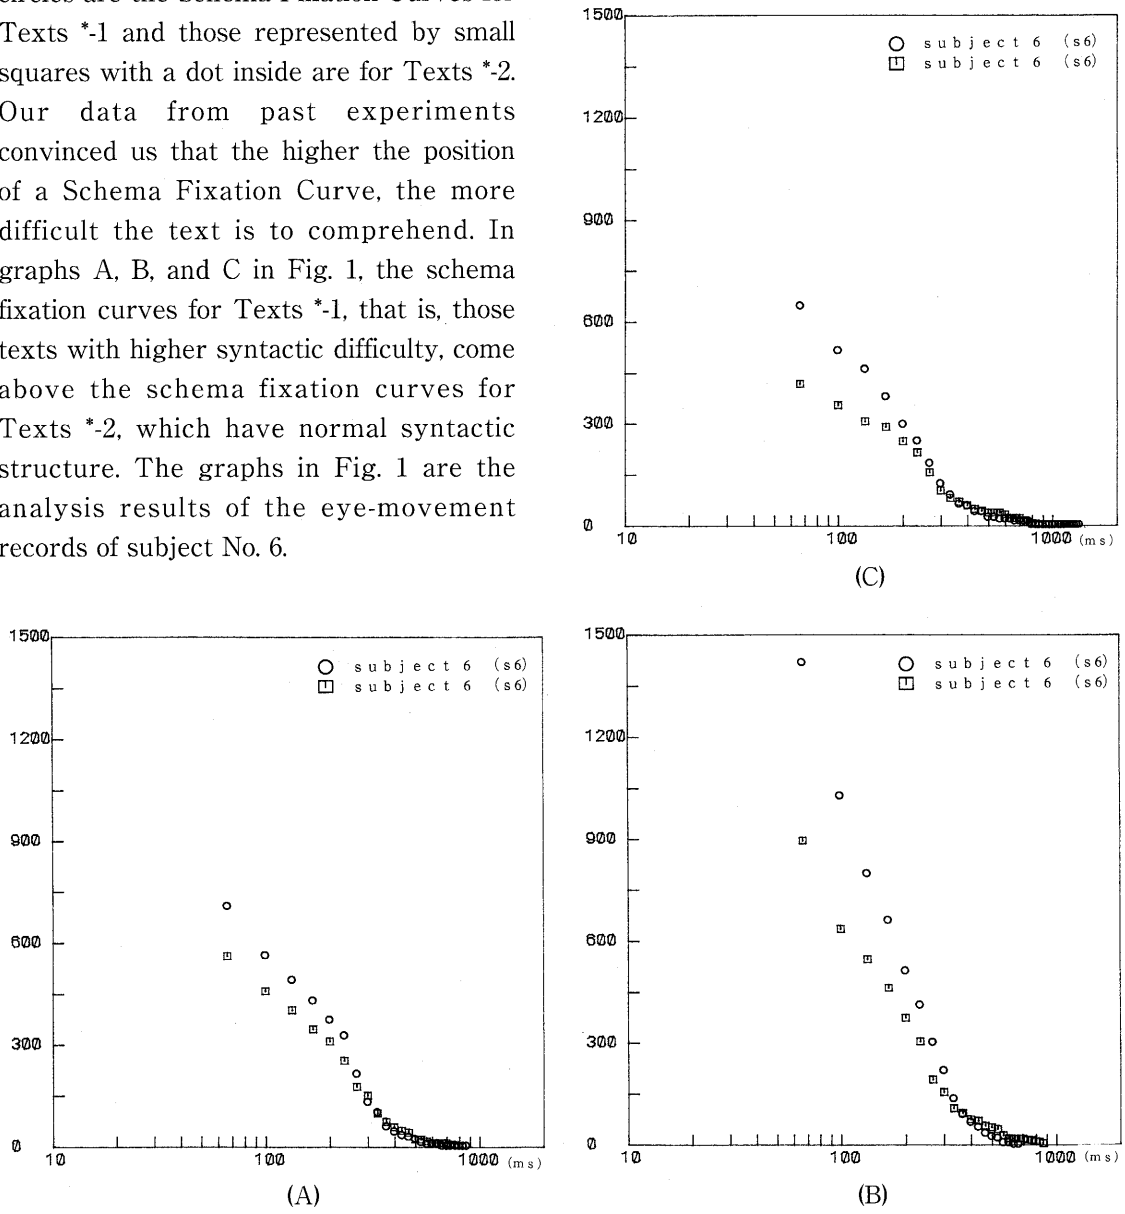 circles are the Schema Fixation Curves for
Texts *-1 and those represented by small
squares with a dot inside are for Texts *-2.
Our data from past experiments
convinced us that the higher the position
of a Schema Fixation Curve, the more
difficult the text is to comprehend. In
graphs A, B, and C in Fig. 1, the schema
fixation curves for Texts *-1, that is, those
texts with higher syntactic difficulty, come
above the schema fixation curves for
Texts *-2, which have normal syntactic
structure. The graphs in Fig. 1 are the
analysis results of the eye-movement
records of subject No. 6.
1500
subject 6 (s6)
subject 6 (s6)
1200
900
600
300
0
10 100 1000 (ms)
(C)
1500
subject 6 (s6)
subject 6 (s6)
1200
900
600
300
0
10 100 1000 (ms)
(A)
1500
subject 6 (s6)
subject 6 (s6)
1200
900
600
300
0
10 100 1000 (ms)
(B)